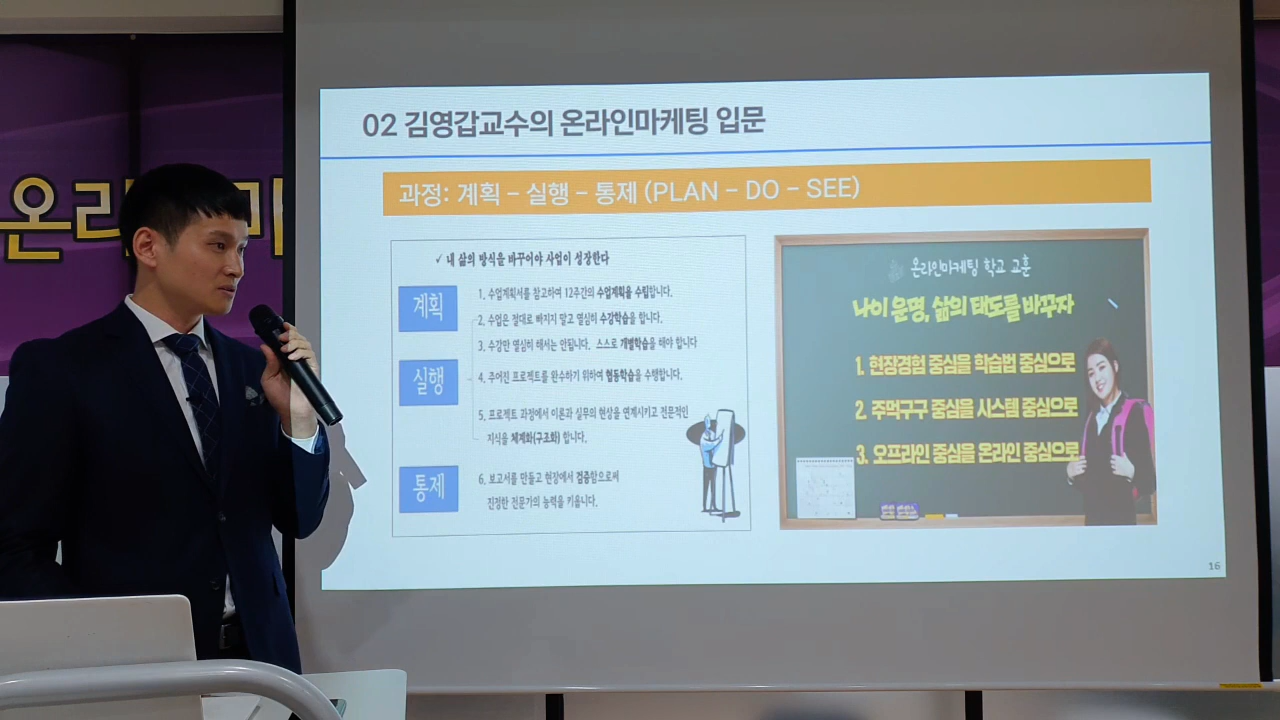 온라
마
02 김영갑교수의 온라인마케팅 입문
과정: 계획 – 실행 – 통제 (PLAN – DO – SEE)
✓ 내 삶의 방식을 바꾸어야 사업이 성장한다
계획
1. 수업계획서를 참고하여 12주간의 수업계획을 수립합니다.
2. 수업은 절대로 빠지지 말고 열심히 수강학습을 합니다.
3. 수강만 열심히 해서는 안됩니다. 스스로 개별학습을 해야 합니다
실행
4. 주어진 프로젝트를 완수하기 위하여 협동학습을 수행합니다.
5. 프로젝트 과정에서 이론과 실무의 현상을 연계시키고 전문적인
지식을 체계화(구조화) 합니다.
통제
6. 보고서를 만들고 현장에서 검증함으로써
진정한 전문가의 능력을 키웁니다.
온라인마케팅 학교 교훈
나의 운명, 삶의 태도를 바꾸자
1. 현장경험 중심을 학습법 중심으로
2. 주먹구구 중심을 시스템 중심으로
3. 오프라인 중심을 온라인 중심으로
16